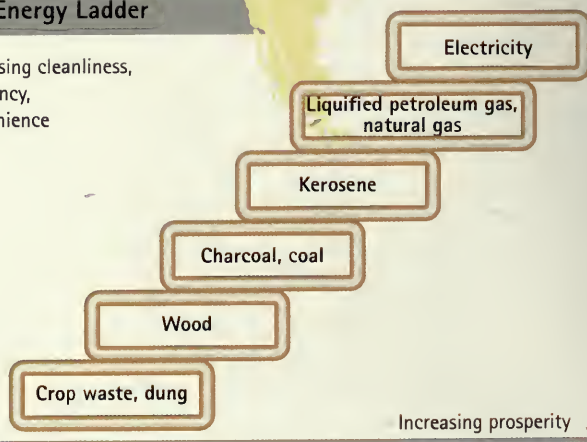 Energy Ladder
sing cleanliness,
ncy,
nience
Electricity
Liquified petroleum gas,
natural gas
Kerosene
Charcoal, coal
Wood
Crop waste, dung
Increasing prosperity